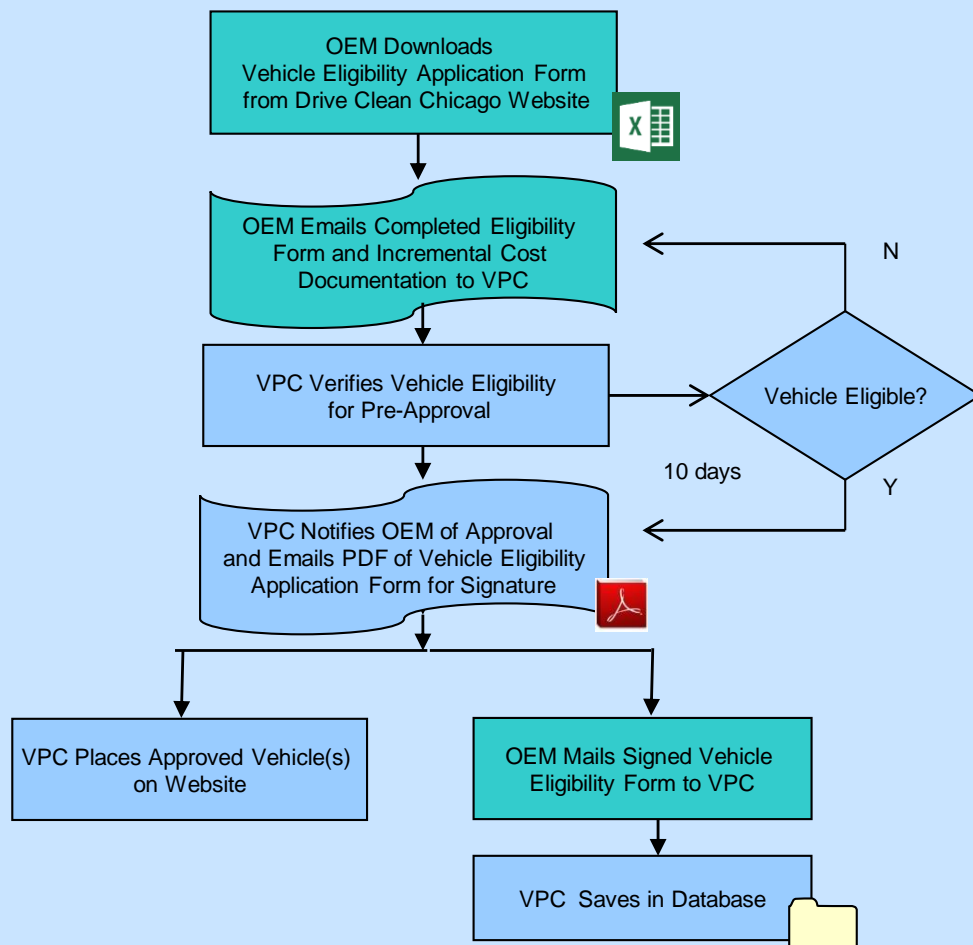 OEM Downloads
Vehicle Eligibility Application Form
from Drive Clean Chicago Website
X
OEM Emails Completed Eligibility
Form and Incremental Cost
Documentation to VPC
N
VPC Verifies Vehicle Eligibility
for Pre-Approval
Vehicle Eligible?
10 days
Y
VPC Notifies OEM of Approval
and Emails PDF of Vehicle Eligibility
Application Form for Signature
VPC Places Approved Vehicle(s)
on Website
OEM Mails Signed Vehicle
Eligibility Form to VPC
VPC Saves in Database